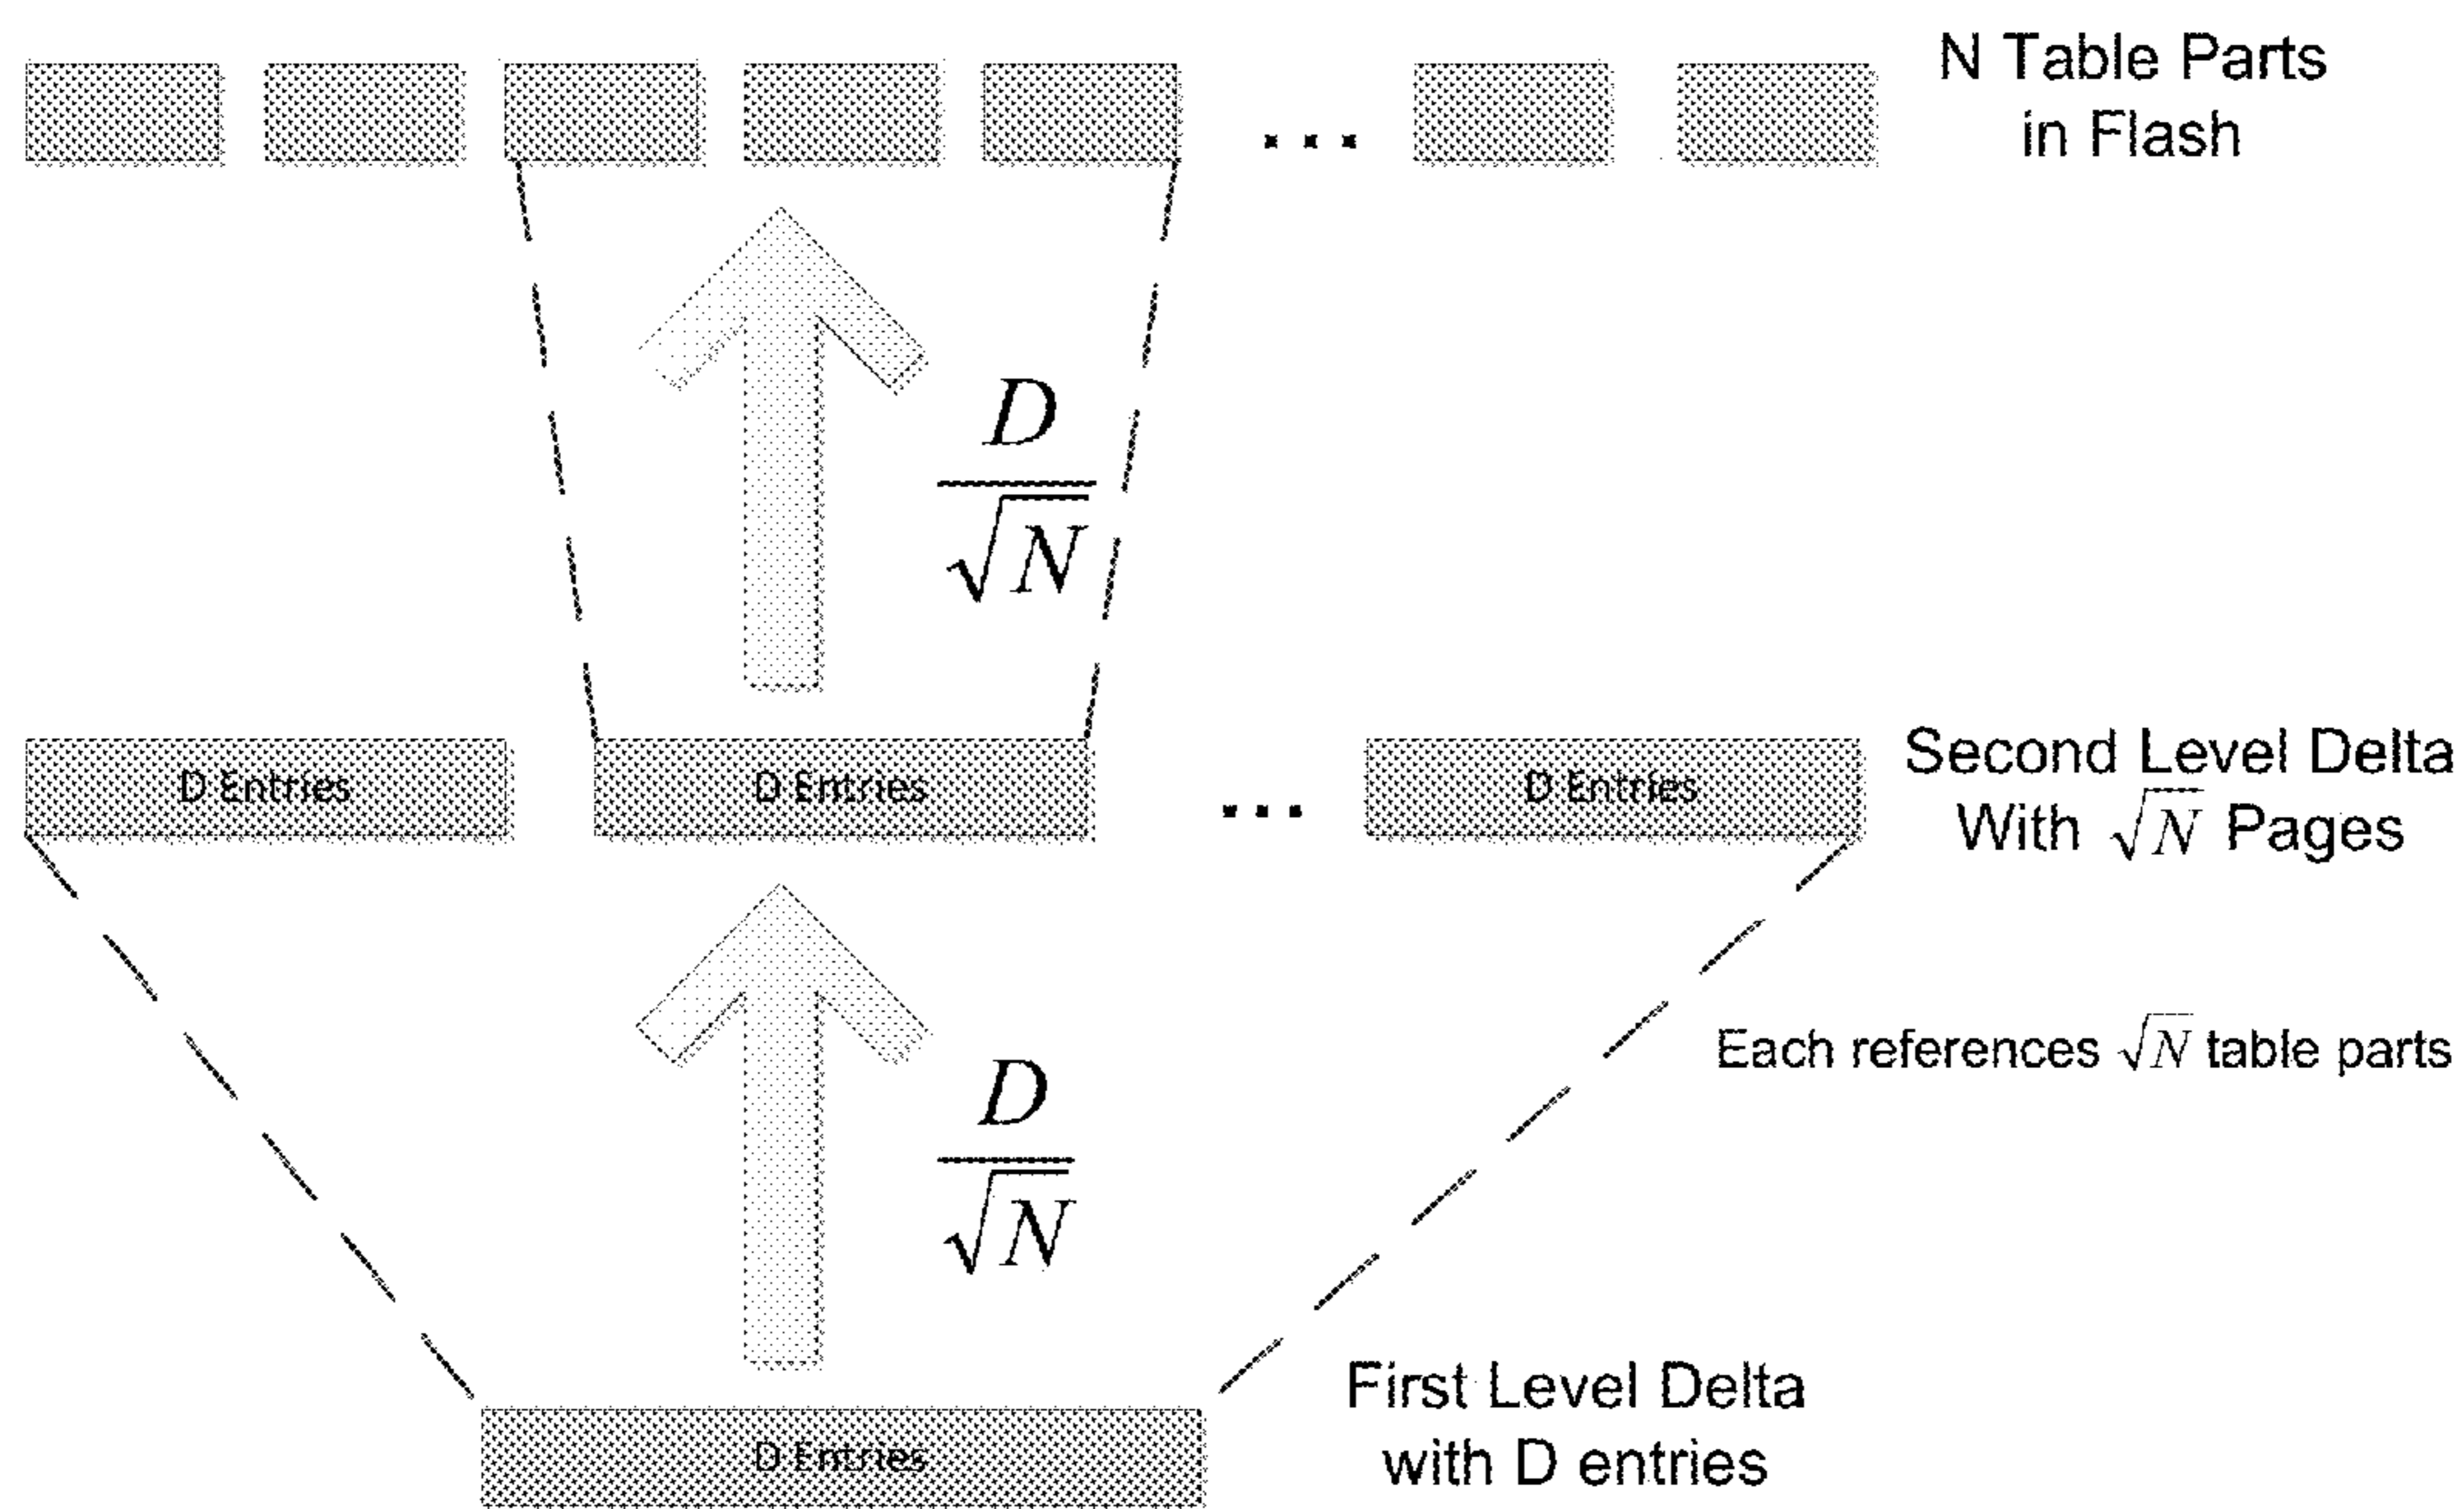 N Table Parts
in Flash
...
D
√N
D Entries
D Entries
...
D Entries
Second Level Delta
With √N Pages
Each references √N table parts
D
√N
First Level Delta
with D entries
D Entries